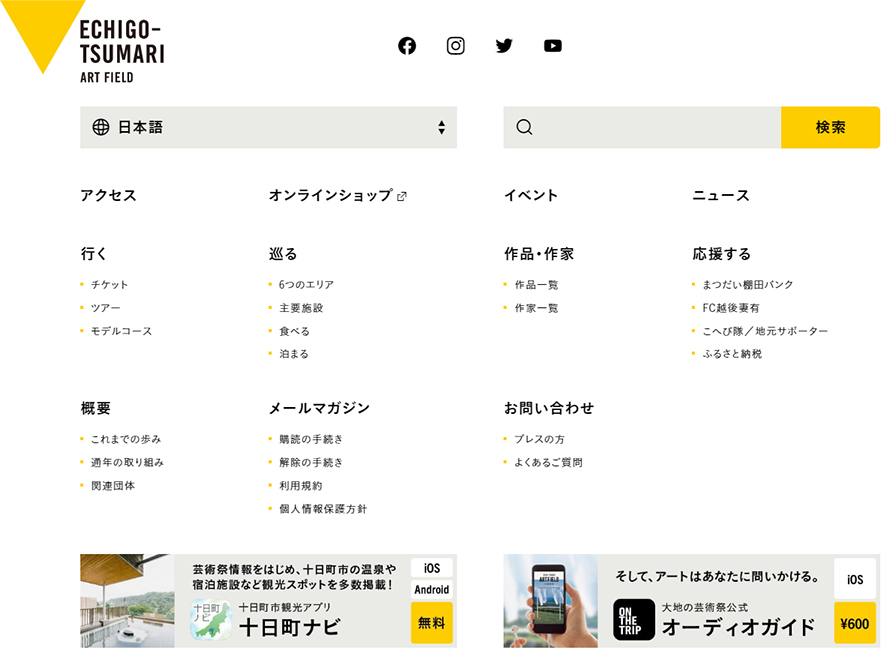 ECHIGO-
TSUMARI
ART FIELD
日本語
検索
アクセス
オンラインショップ
イベント
ニュース
行く
チケット
ツアー
モデルコース
巡る
6つのエリア
主要施設
食べる
泊まる
作品・作家
作品一覧
作家一覧
応援する
まつだい棚田バンク
FC越後妻有
こへび隊／地元サポーター
ふるさと納税
概要
これまでの歩み
通年の取り組み
関連団体
メールマガジン
購読の手続き
解除の手続き
利用規約
個人情報保護方針
お問い合わせ
プレスの方
よくあるご質問
芸術祭情報をはじめ、十日町市の温泉や
宿泊施設など観光スポットを多数掲載！
十日町
ナビ
十日町市観光アプリ
十日町ナビ
iOS
Android
無料
ART FIELD
そして、アートはあなたに問いかける。
ON
THE
TRIP
大地の芸術祭公式
オーディオガイド
iOS
¥600